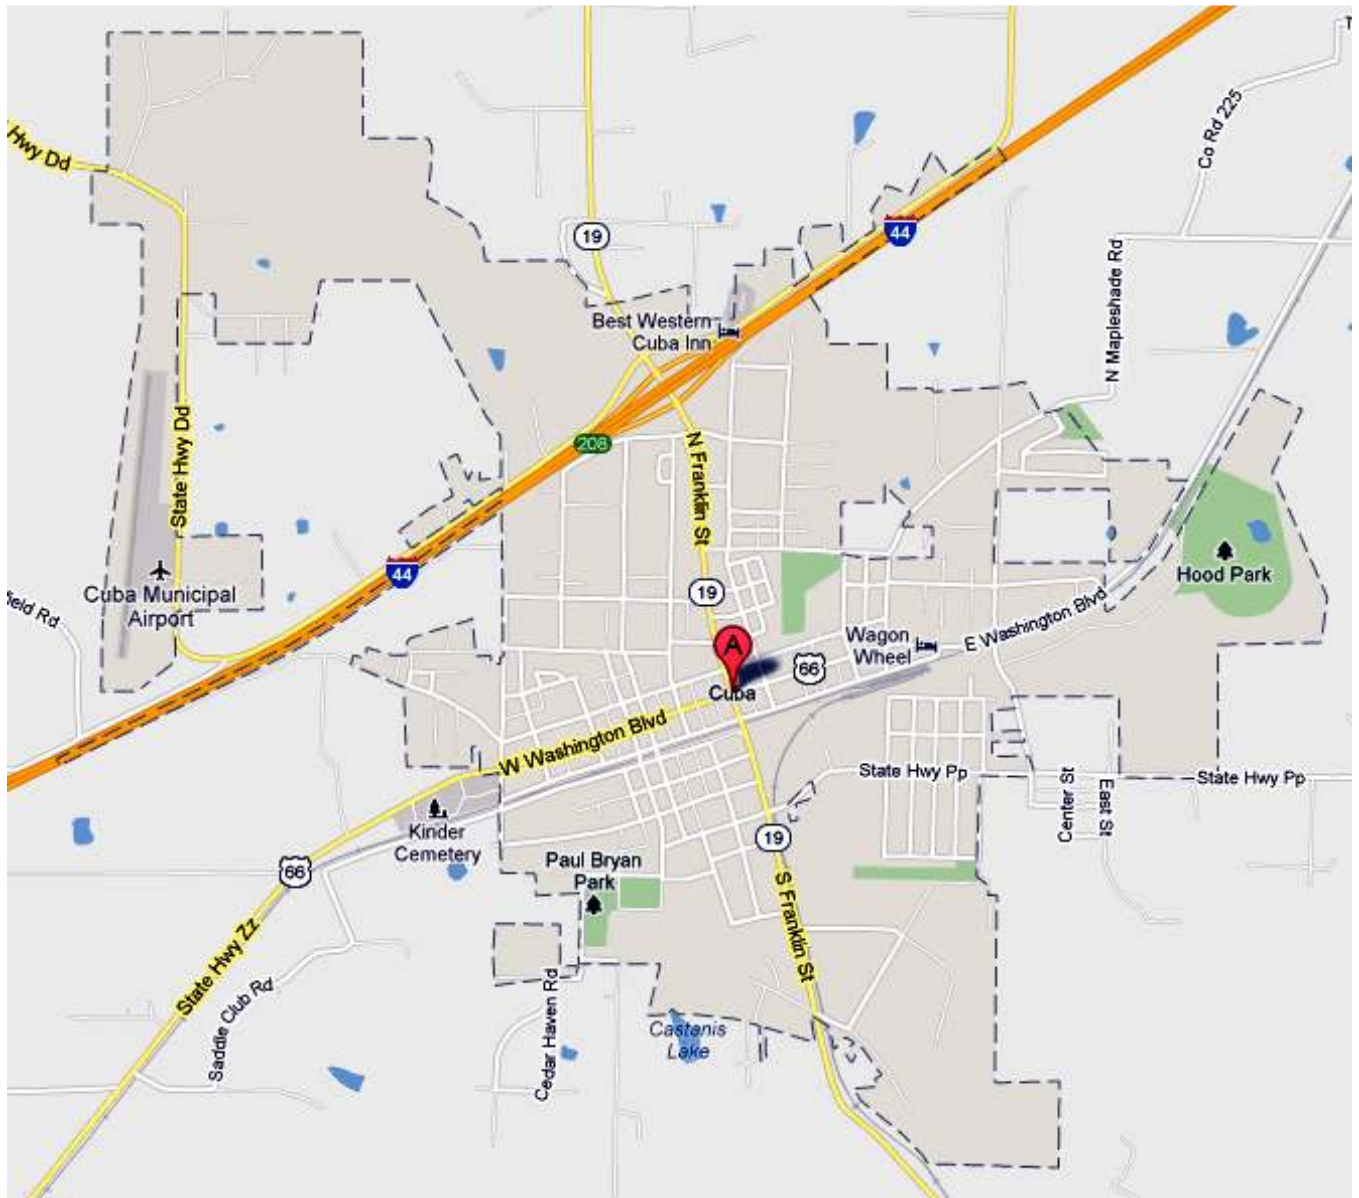 Hwy Dd
Co Rd 225
19
44
N Mapleshade Rd
Best Western
Cuba Inn
State Hwy Dd
208
N Franklin St
44
Cuba Municipal
Airport
field Rd
Hood Park
19
E Washington Blvd
Wagon
Wheel
A
66
Cuba
W Washington Blvd
State Hwy Pp
State Hwy Pp
Center St
East St
Kinder
Cemetery
19
Paul Bryan
Park
66
S Franklin St
State Hwy Zz
Saddle Club Rd
Cedar Haven Rd
Castanis
Lake